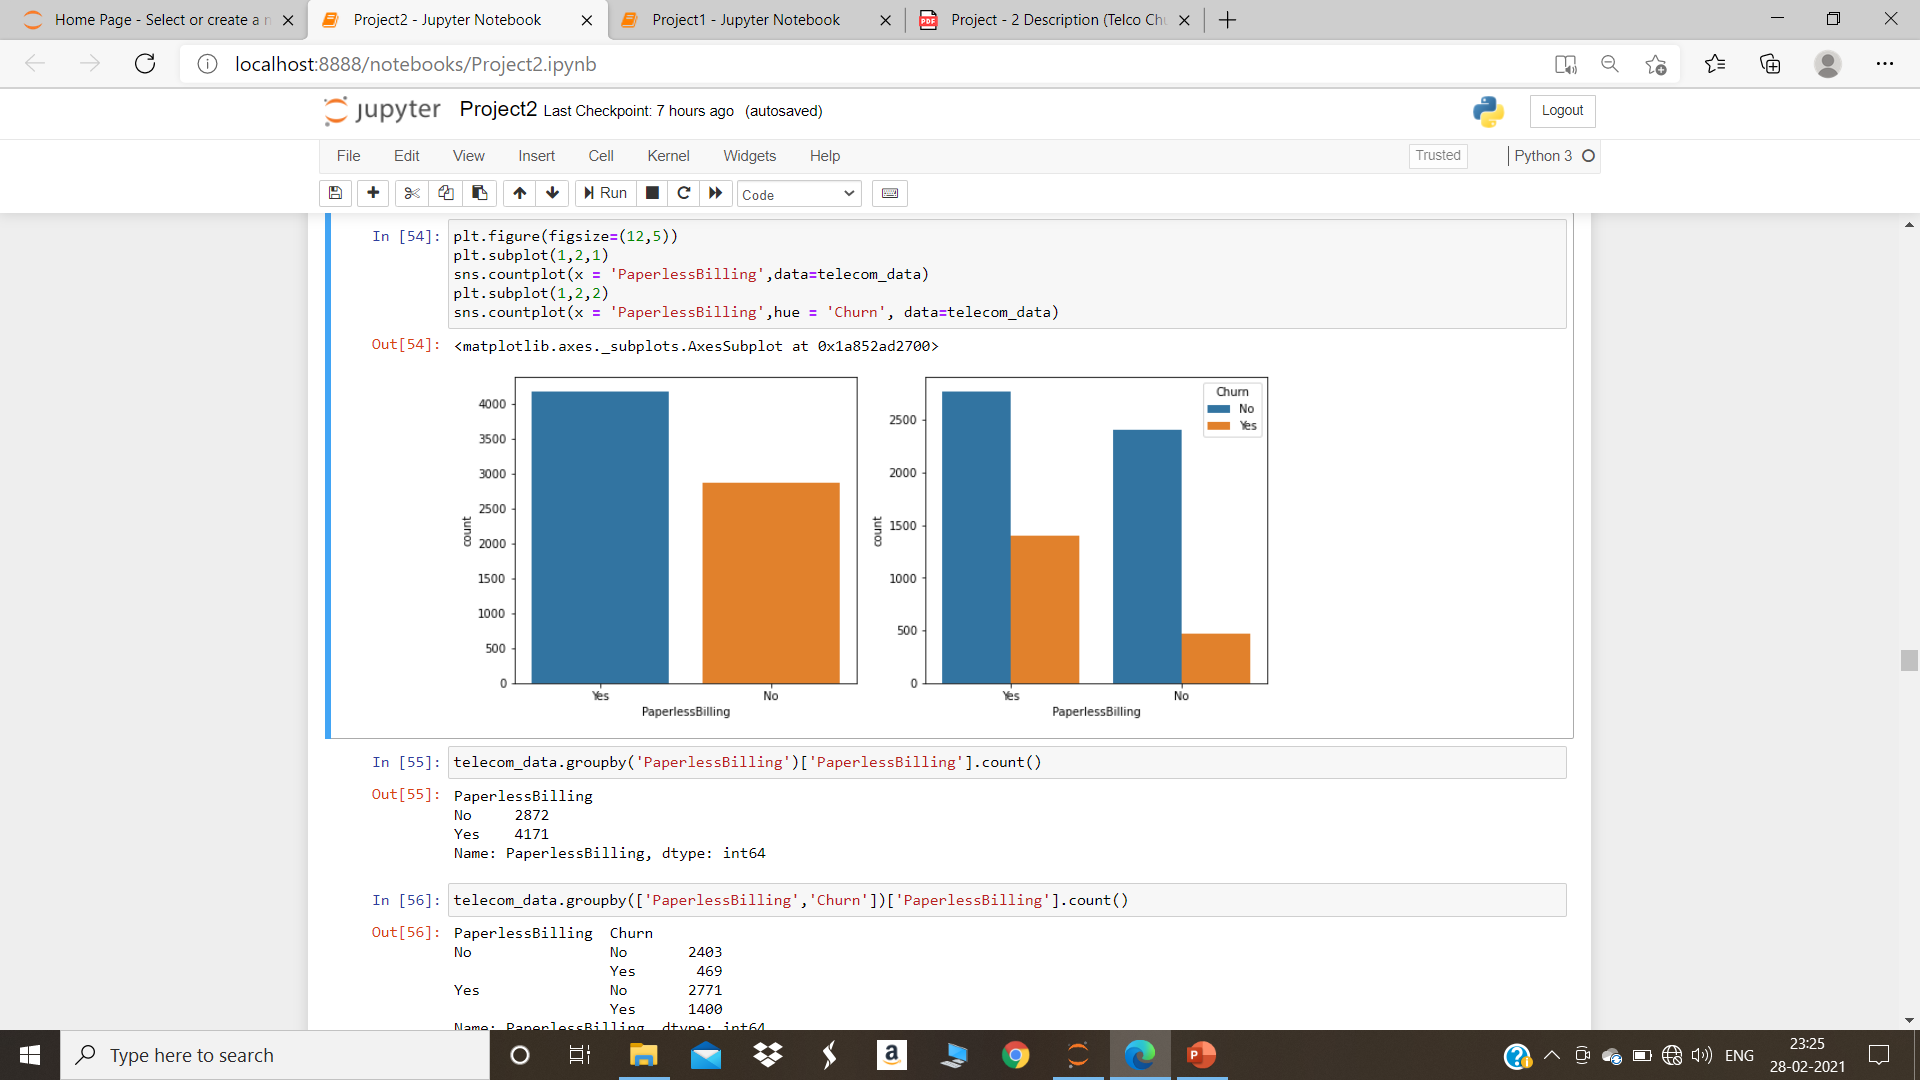 Home Page - Select or create a n
Project2 - Jupyter Notebook
Project1 - Jupyter Notebook
PDF
Project - 2 Description (Telco Chu
localhost:8888/notebooks/Project2.ipynb
jupyter Project2 Last Checkpoint: 7 hours ago (autosaved)
Logout
File Edit View Insert Cell Kernel Widgets Help
Trusted
Python 3
Run
Code
In [54]:
plt.figure(figsize=(12,5))
plt.subplot(1,2,1)
sns.countplot(x = 'PaperlessBilling',data=telecom_data)
plt.subplot(1,2,2)
sns.countplot(x = 'PaperlessBilling',hue = 'Churn', data=telecom_data)
Out[54]: <matplotlib.axes._subplots.AxesSubplot at 0x1a852ad2700>
4000
3500
3000
2500
2000
1500
1000
500
0
count
Yes No
PaperlessBilling
Churn
No
Yes
2500
2000
1500
1000
500
0
count
Yes No
PaperlessBilling
In [55]: telecom_data.groupby('PaperlessBilling')['PaperlessBilling'].count()
Out[55]: PaperlessBilling
No 2872
Yes 4171
Name: PaperlessBilling, dtype: int64
In [56]: telecom_data.groupby(['PaperlessBilling','Churn'])['PaperlessBilling'].count()
Out[56]: PaperlessBilling Churn
No No 2403
Yes 469
Yes No 2771
Yes 1400
Name: PaperlessBilling, dtype: int64
Type here to search
a
P
ENG
23:25
28-02-2021